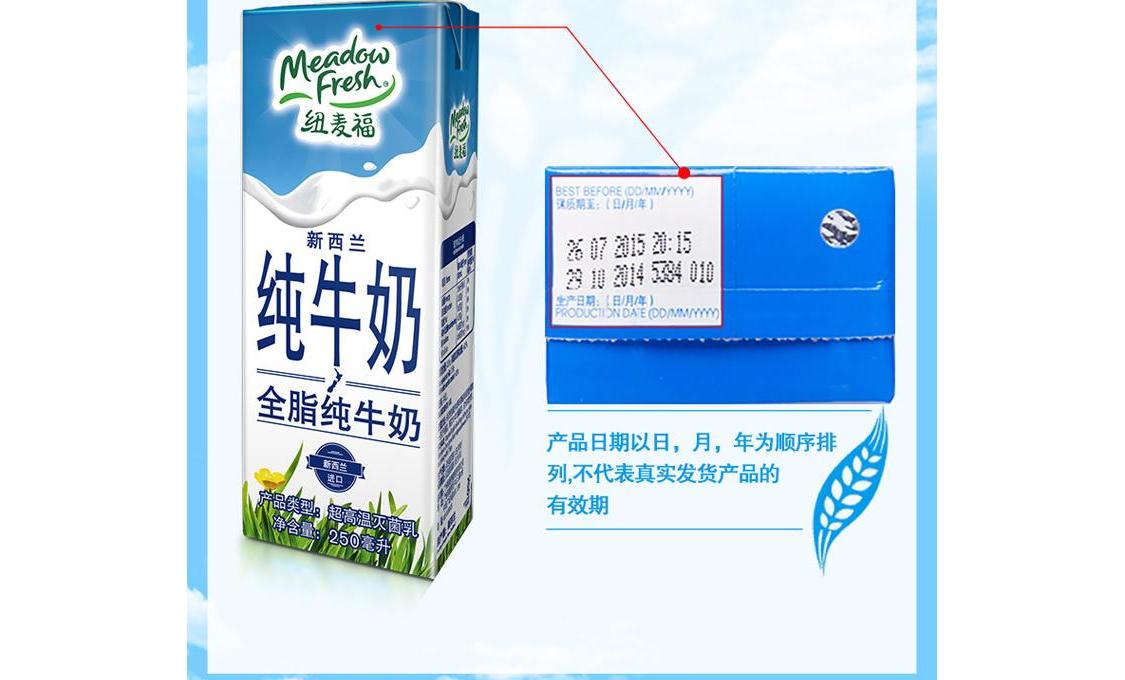 Meadow
Fresh
纽麦福
Meadow
Fresh
纽麦福
新西兰
纯牛奶
全脂纯牛奶
新西兰
进口
产品类型：超高温灭菌乳
净含量：250毫升
BEST BEFORE (DD/MM/YYYY)
保质期至：（日/月/年）
26 07 2015 20:15
29 10 2014 5384 010
生产日期：（日/月/年）
PRODUCTION DATE (DD/MM/YYYY)
产品日期以日，月，年为顺序排
列,不代表真实发货产品的
有效期